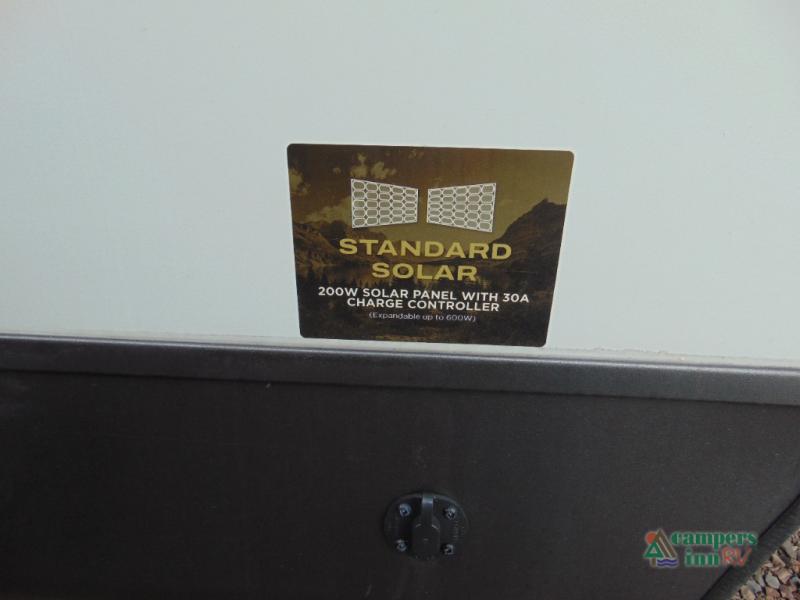 STANDARD
SOLAR
200W SOLAR PANEL WITH 30A
CHARGE CONTROLLER
(Expandable up to 600W)
campers
inn RV